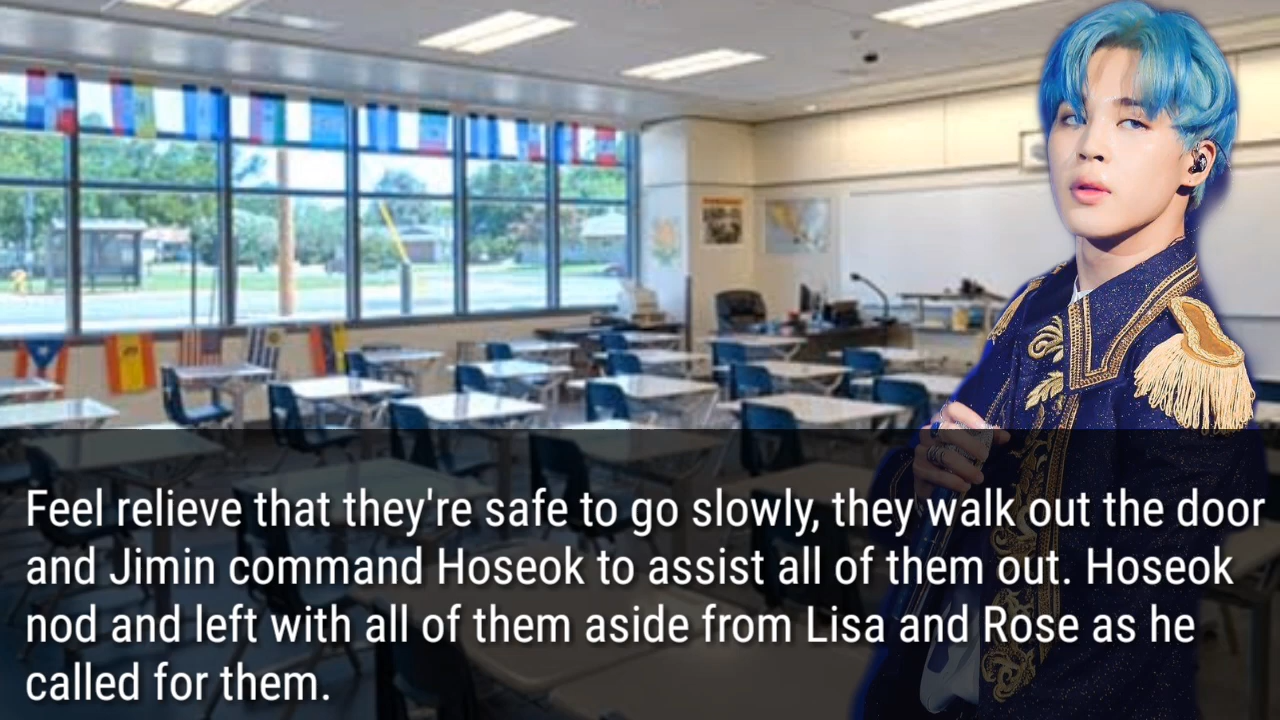 Feel relieve that they're safe to go slowly, they walk out the door
and Jimin command Hoseok to assist all of them out. Hoseok
nod and left with all of them aside from Lisa and Rose as he
called for them.